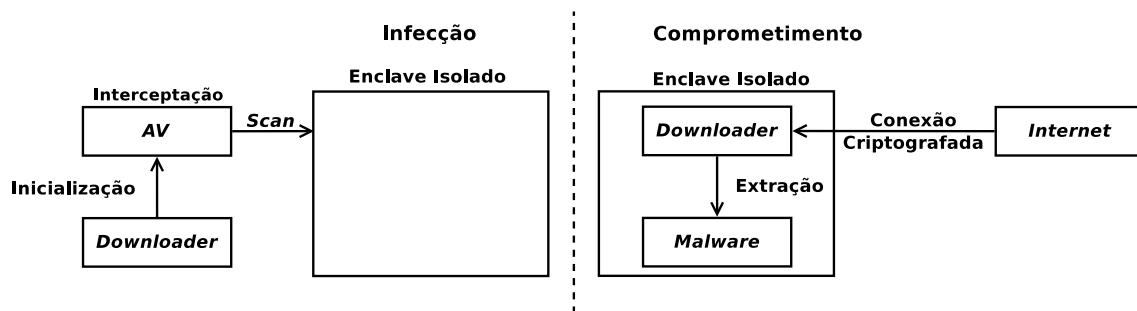 Infecção
Enclave Isolado
Interceptação
AV
Scan
Inicialização
Downloader
Comprometimento
Enclave Isolado
Downloader
Conexão
Criptografada
Internet
Extração
Malware